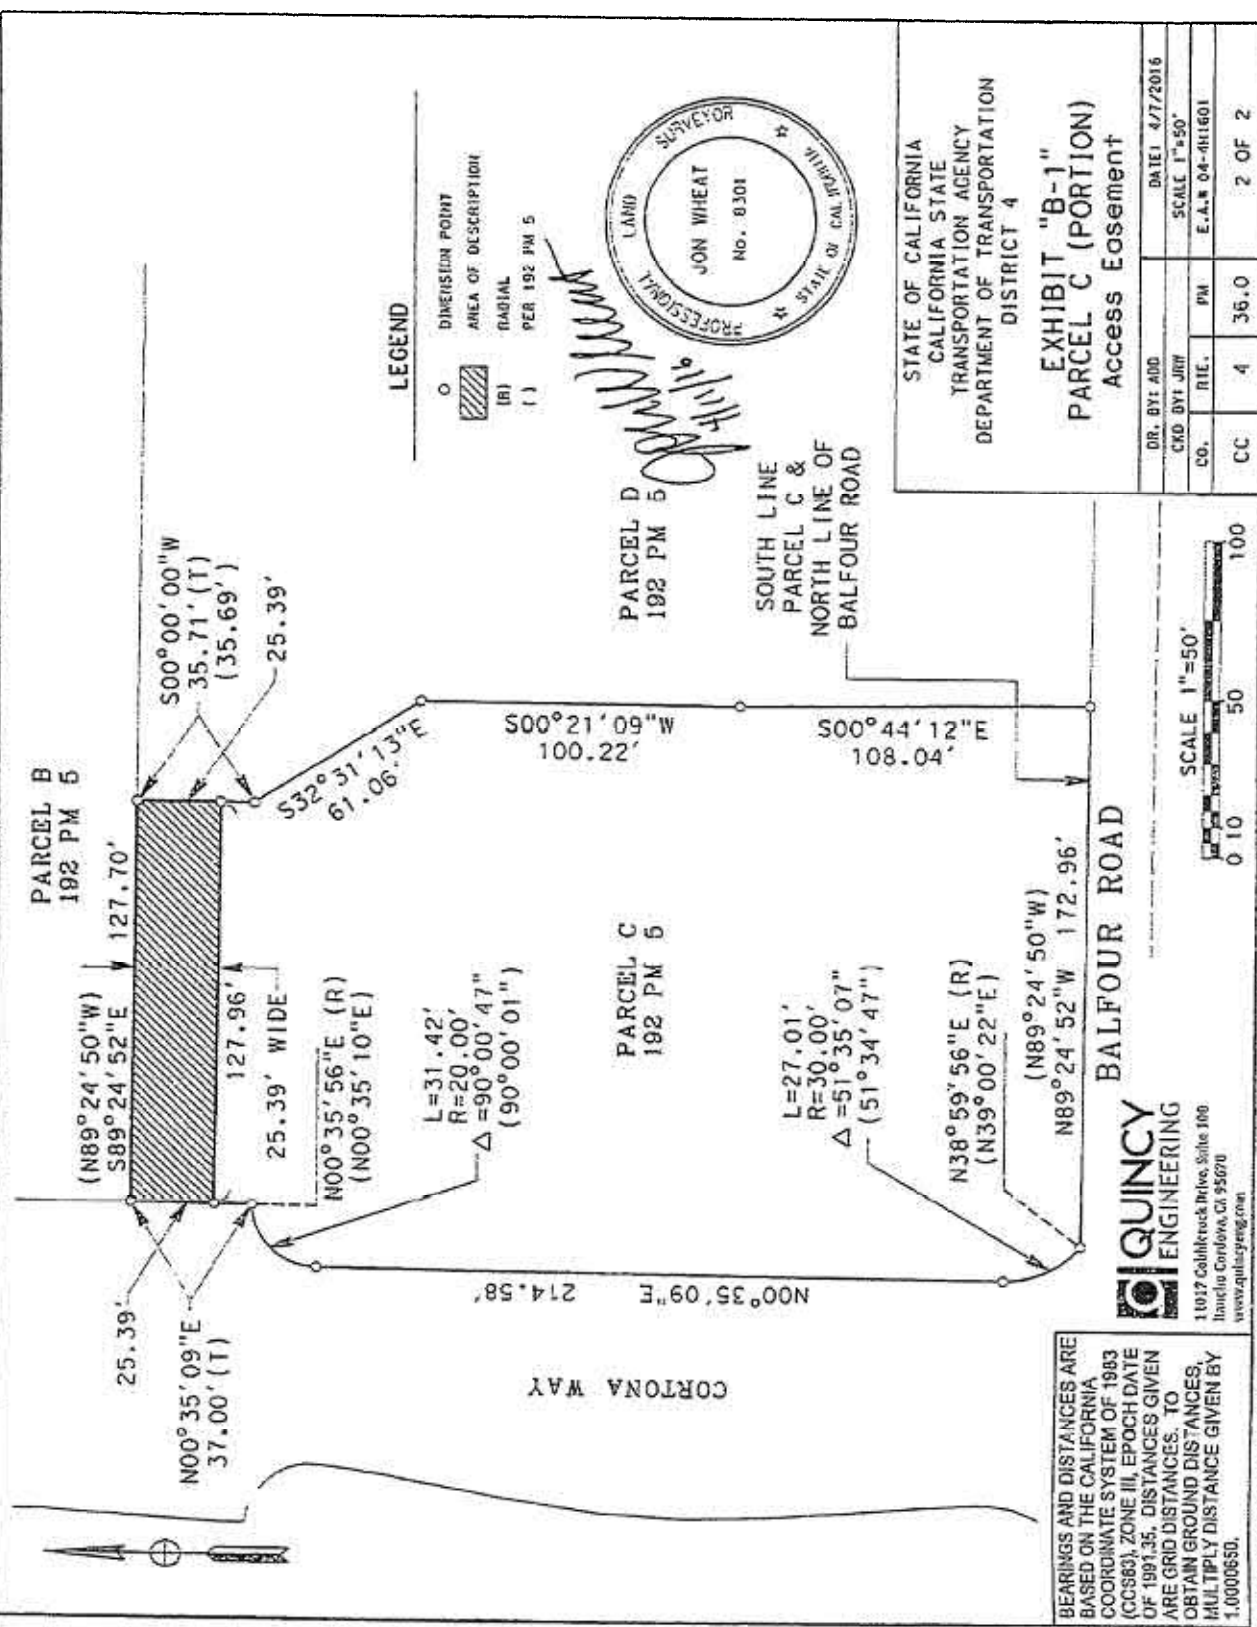 PARCEL B
192 PM 5
(N89°24'50"W)
S89°24'52"E 127.70'
127.96'
25.39' WIDE
25.39'
N00°35'09"E
37.00'(T)
S00°00'00"W
35.71'(T)
(35.69')
25.39'
N00°35'56"E (R)
(N00°35'10"E)
S32°31'13"E
61.06'
L=31.42'
R=20.00'
Δ=90°00'47"
(90°00'01")
S00°21'09"W
100.22'
N00°35'09"E 214.58'
CORTONA WAY
PARCEL C
192 PM 5
PARCEL D
192 PM 5
S00°44'12"E
108.04'
L=27.01'
R=30.00'
Δ=51°35'07"
(51°34'47")
N38°59'56"E (R)
(N39°00'22"E)
SOUTH LINE
PARCEL C &
NORTH LINE OF
BALFOUR ROAD
(N89°24'50"W)
N89°24'52"W 172.96'
BALFOUR ROAD
LEGEND
DIMENSION POINT
AREA OF DESCRIPTION
(R) RADIAL
( ) PER 192 PM 5
PROFESSIONAL LAND SURVEYOR
JON WHEAT
No. 8301
STATE OF CALIFORNIA
BEARINGS AND DISTANCES ARE
BASED ON THE CALIFORNIA
COORDINATE SYSTEM OF 1983
(CCS83), ZONE III, EPOCH DATE
OF 1991.35. DISTANCES GIVEN
ARE GRID DISTANCES. TO
OBTAIN GROUND DISTANCES,
MULTIPLY DISTANCE GIVEN BY
1.0000650.
QUINCY
ENGINEERING
11017 Cobblerock Drive, Suite 100
Rancho Cordova, CA 95670
www.quincyeng.com
SCALE 1"=50'
0 10 50 100
STATE OF CALIFORNIA
CALIFORNIA STATE
TRANSPORTATION AGENCY
DEPARTMENT OF TRANSPORTATION
DISTRICT 4
EXHIBIT "B-1"
PARCEL C (PORTION)
Access Easement
DR. BY: ADD DATE: 4/7/2016
CKD BY: JRW SCALE 1"=50'
CO. RTE. PM E.A.# 04-4H1601
CC 4 36.0 2 OF 2